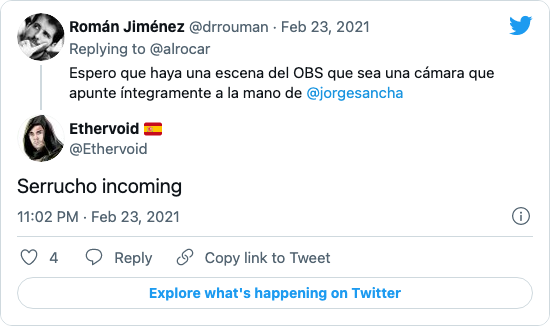 Román Jiménez @drrouman · Feb 23, 2021
Replying to @alrocar
Espero que haya una escena del OBS que sea una cámara que
apunte íntegramente a la mano de @jorgesancha
Ethervoid 🇪🇸
@Ethervoid
Serrucho incoming
11:02 PM · Feb 23, 2021
4 Reply Copy link to Tweet
Explore what's happening on Twitter